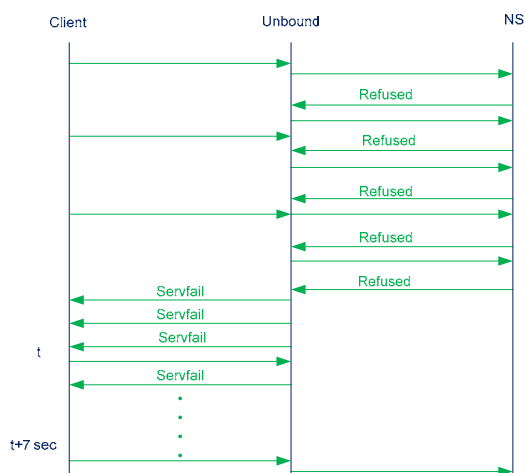 Client Unbound NS
Refused
Refused
Refused
Refused
Refused
Servfail
Servfail
Servfail
t
Servfail
t+7 sec